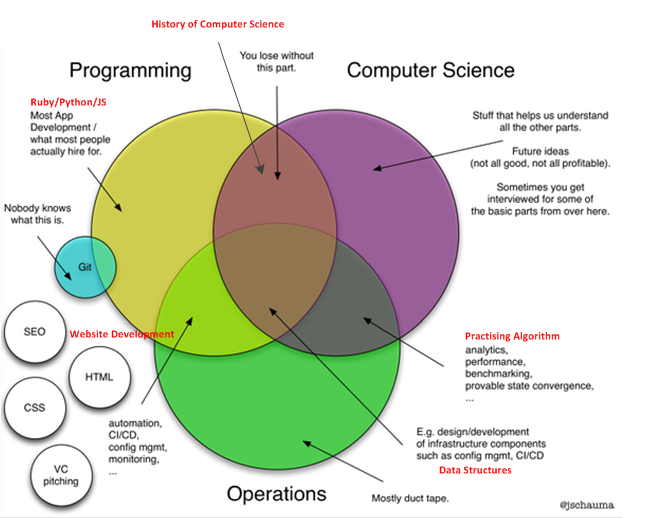 History of Computer Science
You lose without
this part.
Programming
Computer Science
Ruby/Python/JS
Most App
Development /
what most people
actually hire for.
Stuff that helps us understand
all the other parts.
Future ideas
(not all good, not all profitable).
Sometimes you get
interviewed for some of
the basic parts from over here.
Nobody knows
what this is.
Git
SEO
Website Development
HTML
CSS
VC
pitching
Practising Algorithm
analytics,
performance,
benchmarking,
provable state convergence,
...
automation,
CI/CD,
config mgmt,
monitoring,
...
E.g. design/development
of infrastructure components
such as config mgmt, CI/CD
Data Structures
Operations
Mostly duct tape.
@jschauma